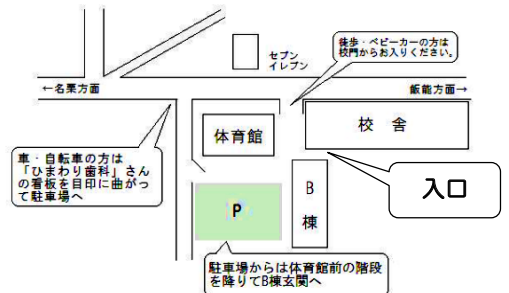 徒歩・ベビーカーの方は
校門からお入りください。
セブン
イレブン
←名栗方面
飯能方面→
体育館
校 舎
車・自転車の方は
「ひまわり歯科」さん
の看板を目印に曲がっ
て駐車場へ
B
棟
入口
P
駐車場からは体育館前の階段
を降りてB棟玄関へ